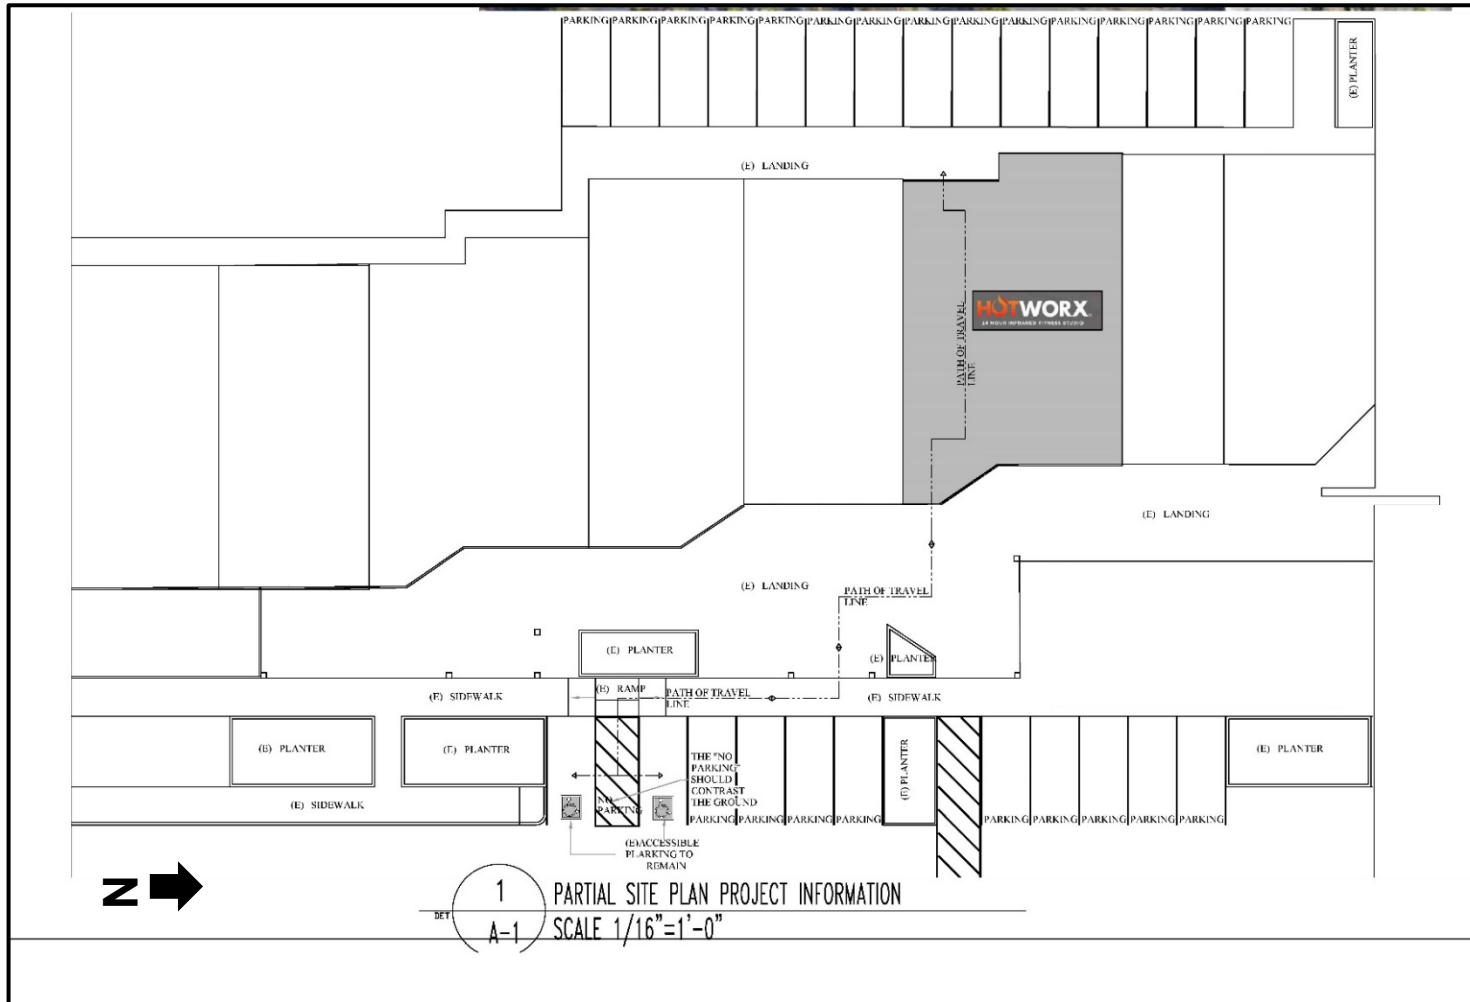 PARKING PARKING PARKING PARKING PARKING PARKING PARKING PARKING PARKING PARKING PARKING PARKING PARKING PARKING PARKING
(E) PLANTER
(E) LANDING
HOTWORX
24 HOUR INFRARED FITNESS STUDIO
PATH OF TRAVEL
LINE
(E) LANDING
(E) LANDING
PATH OF TRAVEL
LINE
(E) PLANTER
(E) PLANTER
(E) SIDEWALK
(E) RAMP
PATH OF TRAVEL
LINE
(E) SIDEWALK
(E) PLANTER
(E) PLANTER
THE "NO
PARKING"
SHOULD
CONTRAST
THE GROUND
(E) PLANTER
(E) PLANTER
(E) SIDEWALK
NO
PARKING
PARKING PARKING PARKING PARKING
PARKING PARKING PARKING PARKING PARKING
(E)ACCESSIBLE
PLARKING TO
REMAIN
N
1
PARTIAL SITE PLAN PROJECT INFORMATION
DET
A-1
SCALE 1/16"=1'-0"